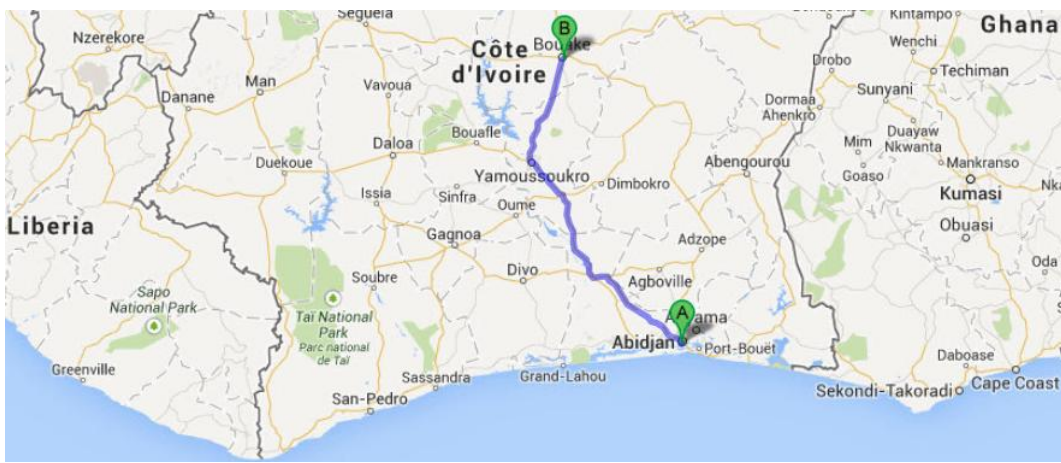 Seguela
Kintampo
Ghana
Nzerekore
Wenchi
B
Bouake
Côte
d'Ivoire
Drobo
Techiman
Man
Vavoua
Sunyani
Danane
Dormaa
Ahenkro
Bouafle
Duayaw
Nkwanta
Daloa
Mim
Mankranso
Duekoue
Abengourou
Goaso
Yamoussoukro
Dimbokro
Kumasi
Issia
Sinfra
Oume
Obuasi
Liberia
Gagnoa
Adzope
Oda
Divo
Agboville
Soubre
Sapo
National Park
Taï National
Park
Parc national
de Taï
A
Abidjan
Port-Bouët
Greenville
Grand-Lahou
Daboase
Sassandra
Sekondi-Takoradi
Cape Coast
San-Pedro